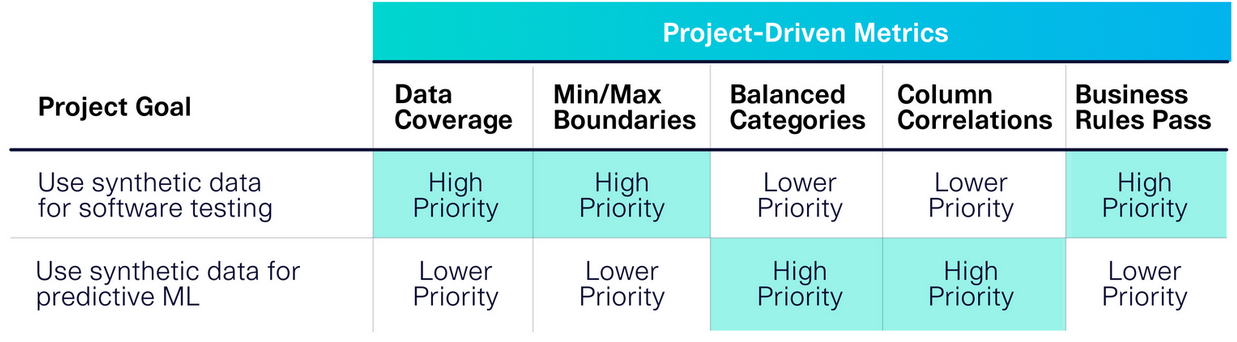 Project-Driven Metrics
Project Goal
Data
Coverage
Min/Max
Boundaries
Balanced
Categories
Column
Correlations
Business
Rules Pass
Use synthetic data
for software testing
High
Priority
High
Priority
Lower
Priority
Lower
Priority
High
Priority
Use synthetic data for
predictive ML
Lower
Priority
Lower
Priority
High
Priority
High
Priority
Lower
Priority